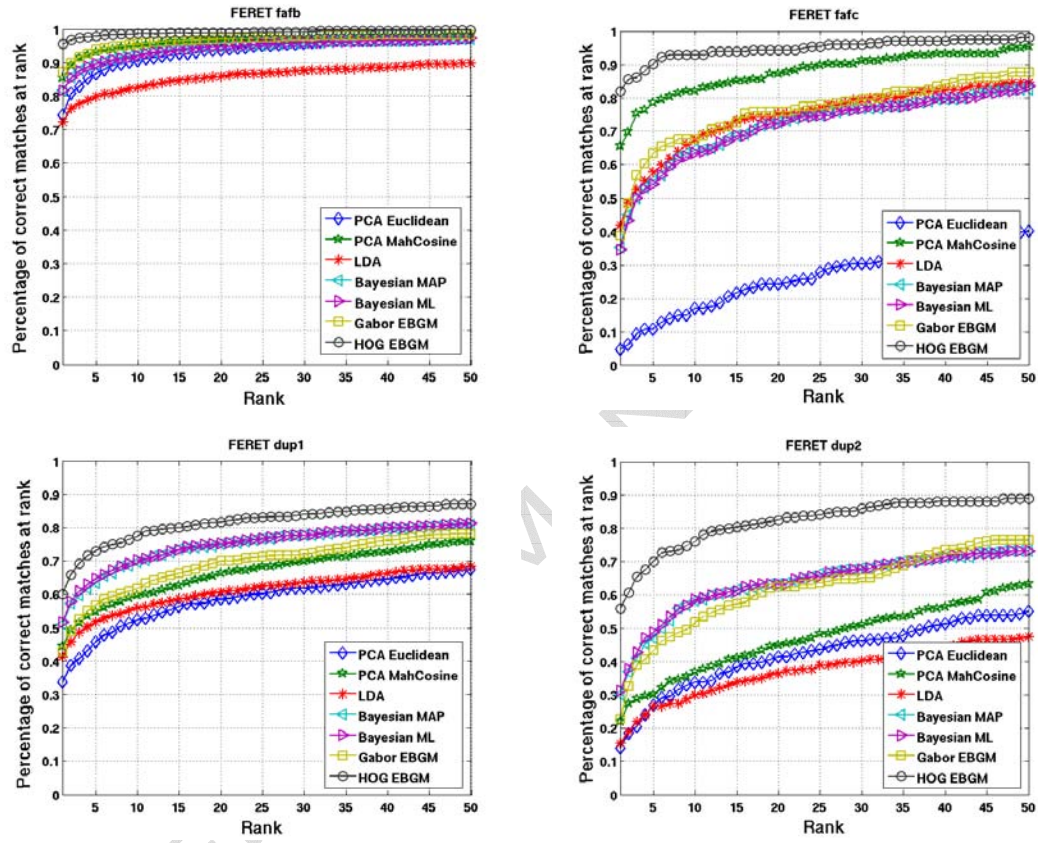 FERET fafb
Percentage of correct matches at rank
1
0.9
0.8
0.7
0.6
0.5
0.4
0.3
0.2
0.1
0
PCA Euclidean
PCA MahCosine
LDA
Bayesian MAP
Bayesian ML
Gabor EBGM
HOG EBGM
5 10 15 20 25 30 35 40 45 50
Rank
FERET fafc
Percentage of correct matches at rank
1
0.9
0.8
0.7
0.6
0.5
0.4
0.3
0.2
0.1
0
PCA Euclidean
PCA MahCosine
LDA
Bayesian MAP
Bayesian ML
Gabor EBGM
HOG EBGM
5 10 15 20 25 30 35 40 45 50
Rank
FERET dup1
Percentage of correct matches at rank
1
0.9
0.8
0.7
0.6
0.5
0.4
0.3
0.2
0.1
0
PCA Euclidean
PCA MahCosine
LDA
Bayesian MAP
Bayesian ML
Gabor EBGM
HOG EBGM
5 10 15 20 25 30 35 40 45 50
Rank
FERET dup2
Percentage of correct matches at rank
1
0.9
0.8
0.7
0.6
0.5
0.4
0.3
0.2
0.1
0
PCA Euclidean
PCA MahCosine
LDA
Bayesian MAP
Bayesian ML
Gabor EBGM
HOG EBGM
5 10 15 20 25 30 35 40 45 50
Rank